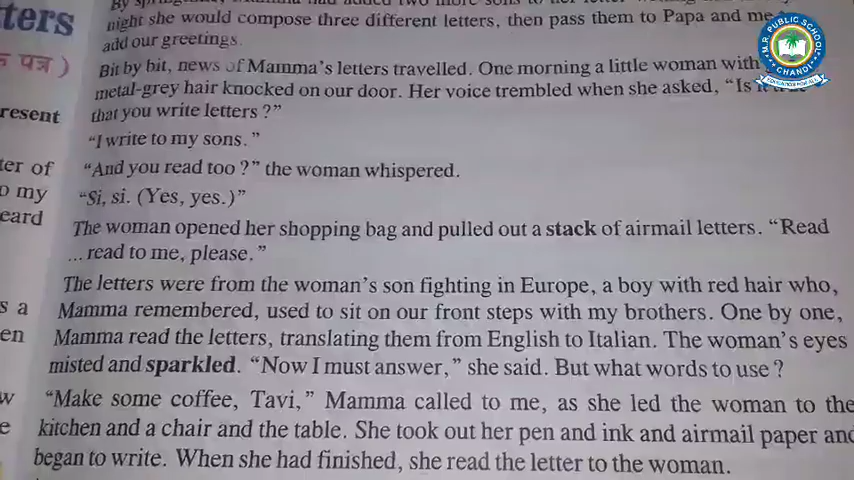 tters
पत्र )
resent
ter of
my
eard
s a
en
w
e
night she would compose three different letters, then pass them to Papa and me
add our greetings.
Bit by bit, news of Mamma's letters travelled. One morning a little woman with
metal-grey hair knocked on our door. Her voice trembled when she asked, “Is it
that you write letters ?”
“I write to my sons. ”
“And you read too ?” the woman whispered.
“Si, si. (Yes, yes.)”
The woman opened her shopping bag and pulled out a stack of airmail letters. “Read
... read to me, please. ”
The letters were from the woman's son fighting in Europe, a boy with red hair who,
Mamma remembered, used to sit on our front steps with my brothers. One by one,
Mamma read the letters, translating them from English to Italian. The woman's eyes
misted and sparkled. “Now I must answer, ” she said. But what words to use ?
“Make some coffee, Tavi, ” Mamma called to me, as she led the woman to the
kitchen and a chair and the table. She took out her pen and ink and airmail paper and
began to write. When she had finished, she read the letter to the woman.
M.R. PUBLIC SCHOOL
CHANDI
EDUCATION FOR ALL